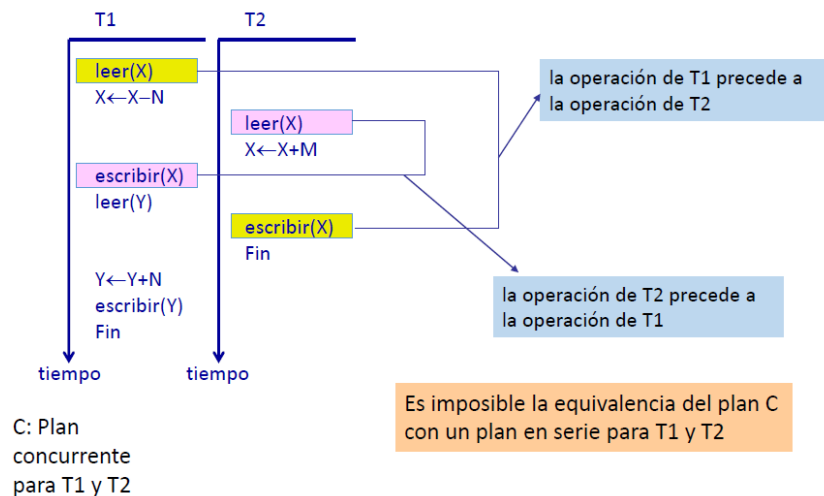 T1
T2
leer(X)
X←X−N
leer(X)
X←X+M
escribir(X)
leer(Y)
escribir(X)
Fin
Y←Y+N
escribir(Y)
Fin
tiempo
tiempo
la operación de T1 precede a
la operación de T2
la operación de T2 precede a
la operación de T1
Es imposible la equivalencia del plan C
con un plan en serie para T1 y T2
C: Plan
concurrente
para T1 y T2